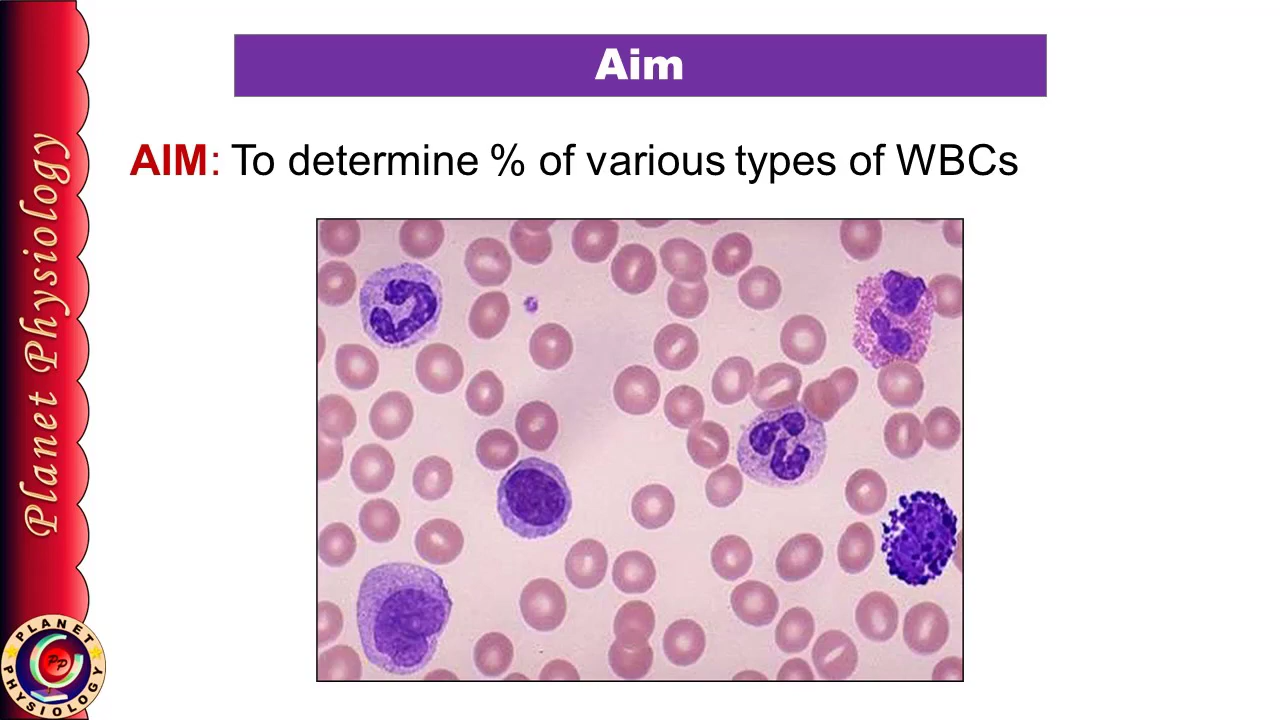 Aim
AIM: To determine % of various types of WBCs
Planet Physiology
PLANET
PHYSIOLOGY
PP